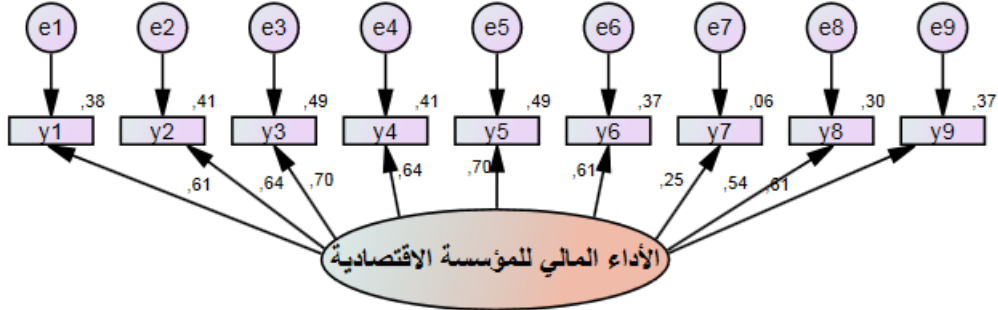 e1 e2 e3 e4 e5 e6 e7 e8 e9
,38 ,41 ,49 ,41 ,49 ,37 ,06 ,30 ,37
y1 y2 y3 y4 y5 y6 y7 y8 y9
,61 ,64 ,70 ,64 ,70 ,61 ,25 ,54 ,61
الأداء المالي للمؤسسة الاقتصادية